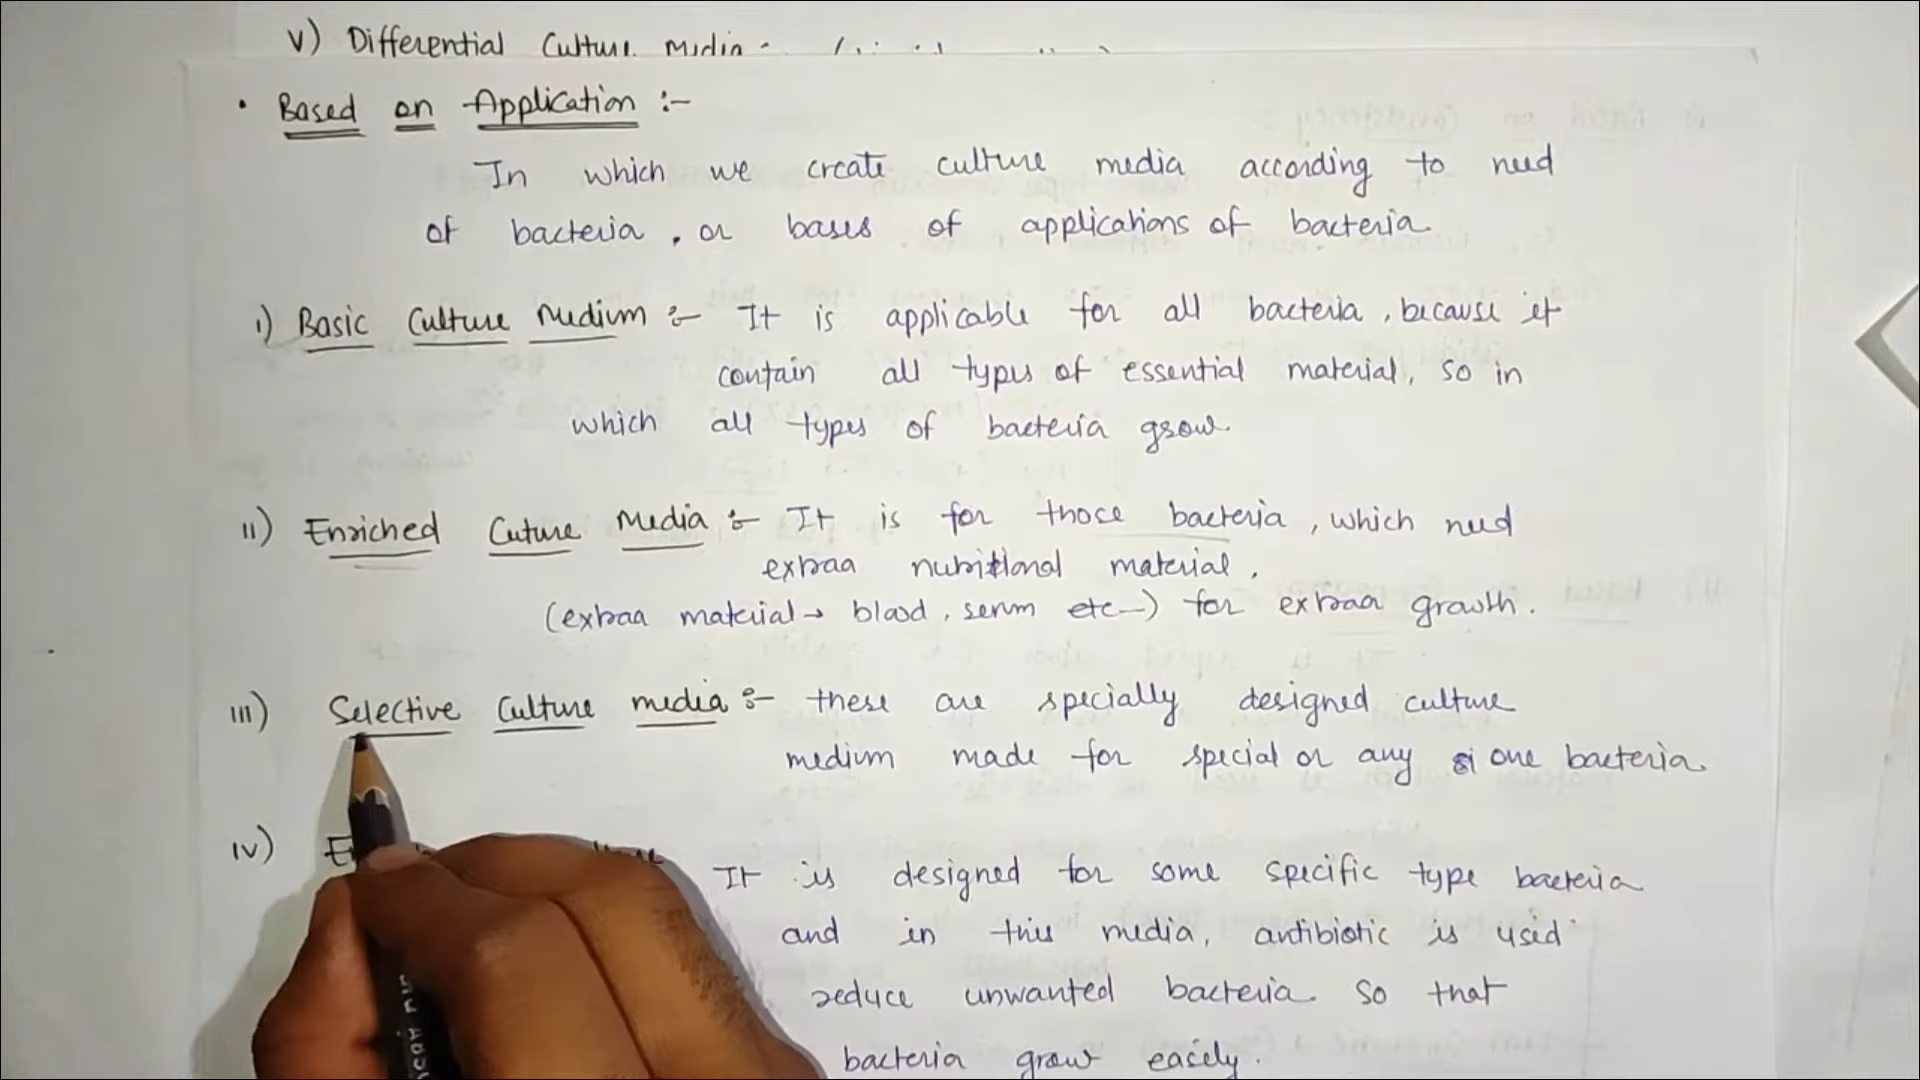 V) Differential Culture Media -
• Based on Application :-
In which we create culture media according to need
of bacteria, or bases of applications of bacteria.
i) Basic Culture Medium :- It is applicable for all bacteria, because it
contain all types of essential material, so in
which all types of bacteria grow.
ii) Enriched Cuture Media :- It is for those bacteria, which need
extraa nutritional material,
(extraa material → blood, serum etc—) for extraa growth.
iii) Selective Culture media :- these are specially designed culture
medium made for special or any one bacteria.
iv)
It is designed for some specific type bacteria
and in this media, antibiotic is used
reduce unwanted bacteria so that
bacteria grow easily.